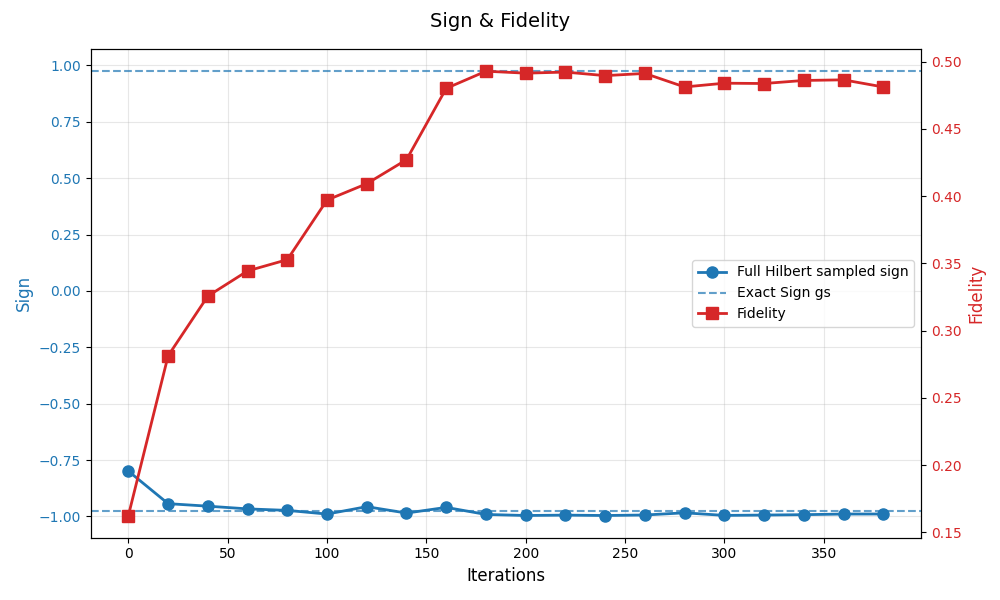 Sign & Fidelity
1.00
0.75
0.50
0.25
0.00
−0.25
−0.50
−0.75
−1.00
Sign
0.50
0.45
0.40
0.35
0.30
0.25
0.20
0.15
Fidelity
Full Hilbert sampled sign
Exact Sign gs
Fidelity
0 50 100 150 200 250 300 350
Iterations